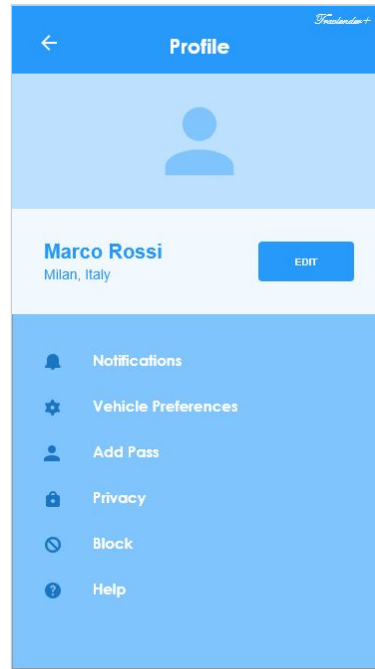 Profile
Marco Rossi
Milan, Italy
EDIT
Notifications
Vehicle Preferences
Add Pass
Privacy
Block
Help